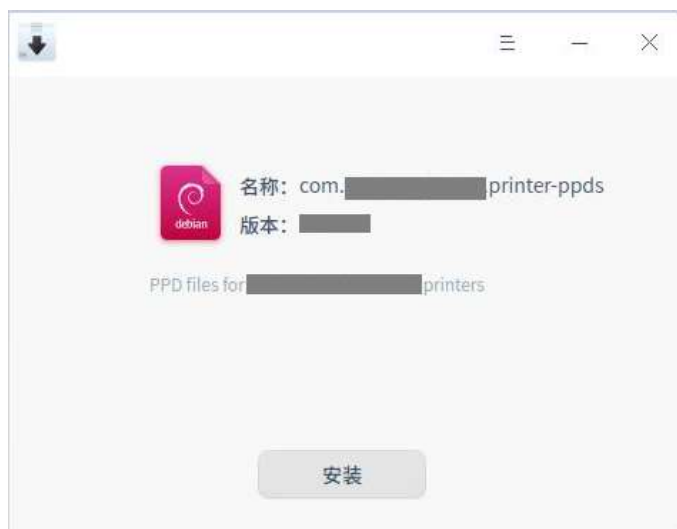 名称：com. .printer-ppds
debian
版本：
PPD files for printers
安装